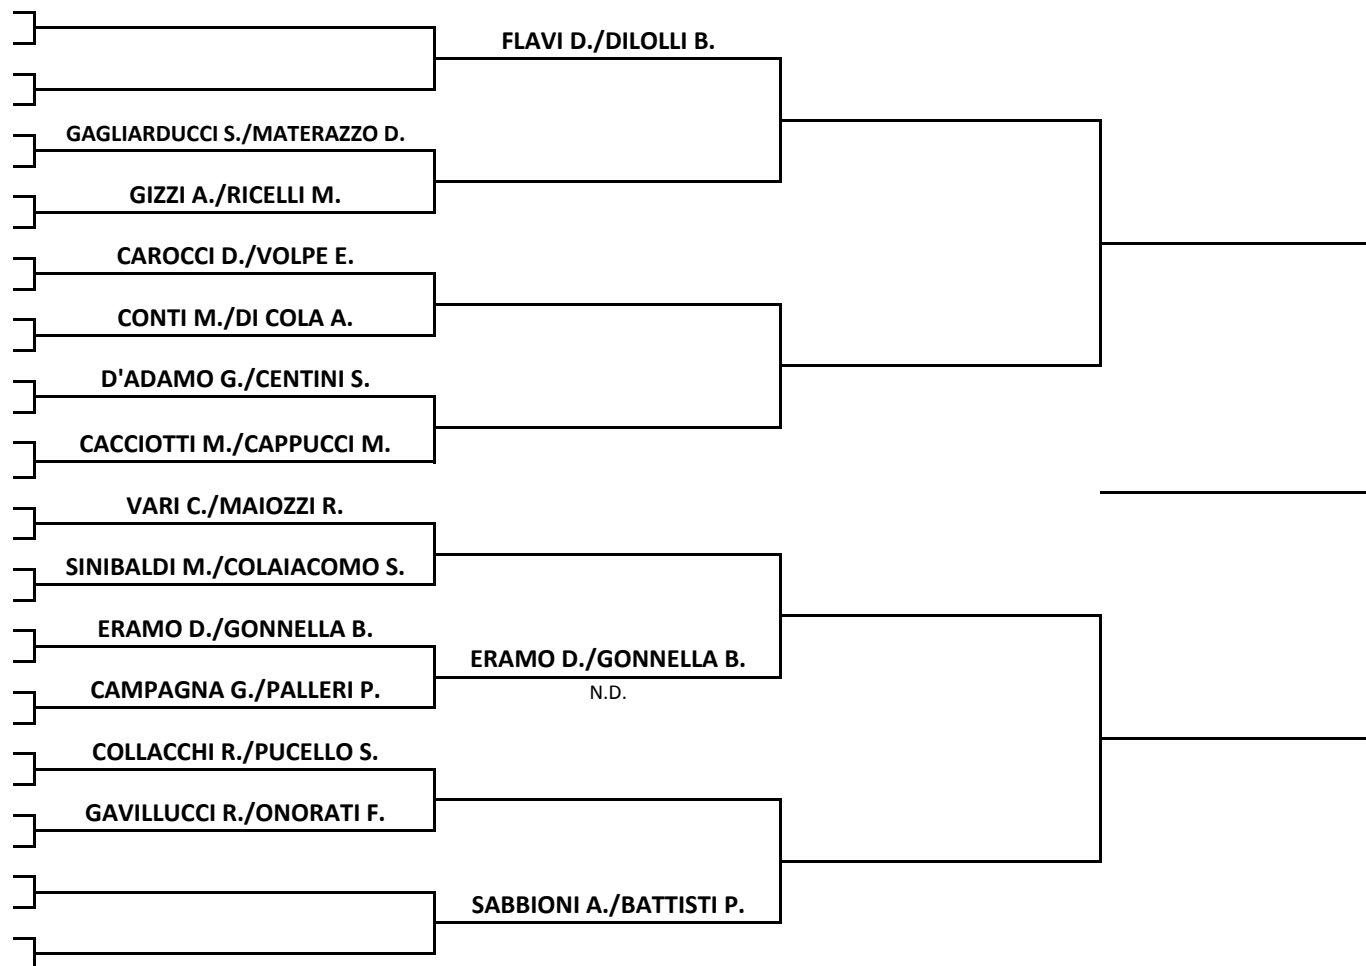 FLAVI D./DILOLLI B.
GAGLIARDUCCI S./MATERAZZO D.
GIZZI A./RICELLI M.
CAROCCI D./VOLPE E.
CONTI M./DI COLA A.
D'ADAMO G./CENTINI S.
CACCIOTTI M./CAPPUCCI M.
VARI C./MAIOZZI R.
SINIBALDI M./COLAIACOMO S.
ERAMO D./GONNELLA B.
ERAMO D./GONNELLA B.
CAMPAGNA G./PALLERI P.
N.D.
COLLACCHI R./PUCELLO S.
GAVILLUCCI R./ONORATI F.
SABBIONI A./BATTISTI P.